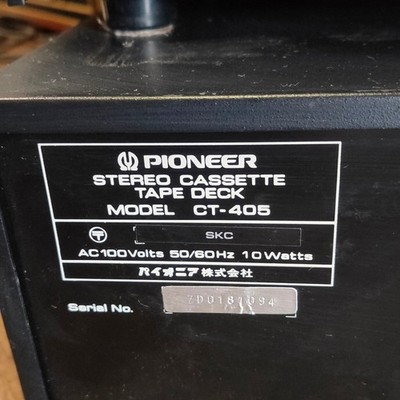 PIONEER
STEREO CASSETTE
TAPE DECK
MODEL CT-405
〒 SKC
AC100Volts 50/60Hz 10Watts
パイオニア株式会社
Serial No. ZD0181094